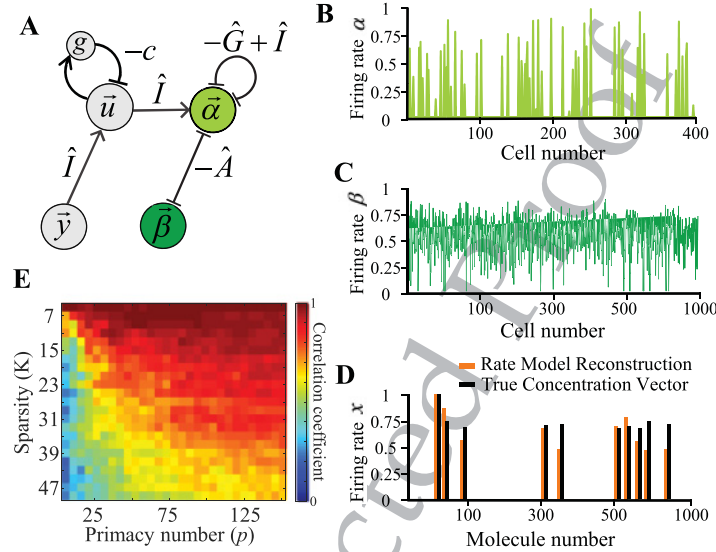 A
g
-c
-Ĝ + Î
u⃗
Î
α⃗
Î
-Â
y⃗
β⃗
B
Firing rate α
1
0.75
0.5
0.25
0
100
200
300
400
Cell number
C
Firing rate β
1
0.75
0.5
0.25
0
100
300
500
1000
Cell number
E
Sparsity (K)
7
15
23
31
39
47
25
75
125
Primacy number (p)
1
0
Correlation coefficient
D
Rate Model Reconstruction
True Concentration Vector
Firing rate x
1
0.75
0.5
0.25
0
100
300
500
1000
Molecule number
cted Proof